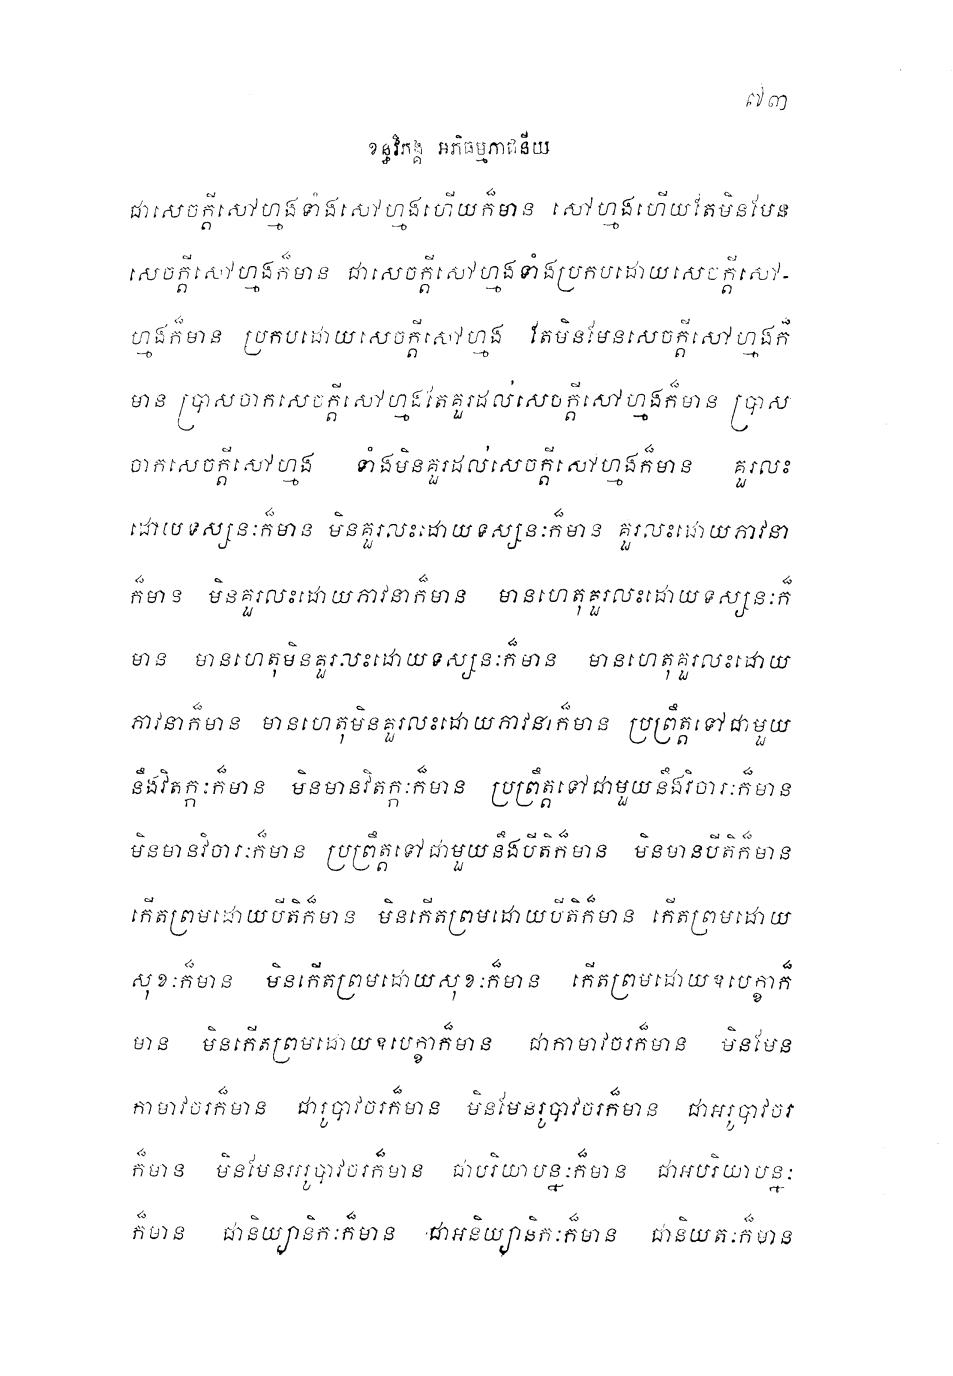 ៧៣
ខន្ធវិភង្គ អភិធម្មភាជនីយ
ជាសេចក្តីសៅហ្មងទាំងសៅហ្មងហើយក៏មាន សៅហ្មងហើយតែមិនមែន
សេចក្តីសៅហ្មងក៏មាន ជាសេចក្តីសៅហ្មងទាំងប្រកបដោយសេចក្តីសៅ-
ហ្មងក៏មាន ប្រកបដោយសេចក្តីសៅហ្មង តែមិនមែនសេចក្តីសៅហ្មងក៏
មាន ប្រាសចាកសេចក្តីសៅហ្មងតែគួរដល់សេចក្តីសៅហ្មងក៏មាន ប្រាស
ចាកសេចក្តីសៅហ្មង ទាំងមិនគួរដល់សេចក្តីសៅហ្មងក៏មាន គួរលះ
ដោយទស្សនៈក៏មាន មិនគួរលះដោយទស្សនៈក៏មាន គួរលះដោយភាវនា
ក៏មាន មិនគួរលះដោយភាវនាក៏មាន មានហេតុគួរលះដោយទស្សនៈក៏
មាន មានហេតុមិនគួរលះដោយទស្សនៈក៏មាន មានហេតុគួរលះដោយ
ភាវនាក៏មាន មានហេតុមិនគួរលះដោយភាវនាក៏មាន ប្រព្រឹត្តទៅជាមួយ
នឹងវិតក្កៈក៏មាន មិនមានវិតក្កៈក៏មាន ប្រព្រឹត្តទៅជាមួយនឹងវិចារៈក៏មាន
មិនមានវិចារៈក៏មាន ប្រព្រឹត្តទៅជាមួយនឹងបីតិក៏មាន មិនមានបីតិក៏មាន
កើតព្រមដោយបីតិក៏មាន មិនកើតព្រមដោយបីតិក៏មាន កើតព្រមដោយ
សុខៈក៏មាន មិនកើតព្រមដោយសុខៈក៏មាន កើតព្រមដោយឧបេក្ខាក៏
មាន មិនកើតព្រមដោយឧបេក្ខាក៏មាន ជាកាមាវចរក៏មាន មិនមែន
កាមាវចរក៏មាន ជារូបាវចរក៏មាន មិនមែនរូបាវចរក៏មាន ជាអរូបាវចរ
ក៏មាន មិនមែនអរូបាវចរក៏មាន ជាបរិយាបន្នៈក៏មាន ជាអបរិយាបន្នៈ
ក៏មាន ជានិយ្យានិកៈក៏មាន ជាអនិយ្យានិកៈក៏មាន ជានិយតៈក៏មាន